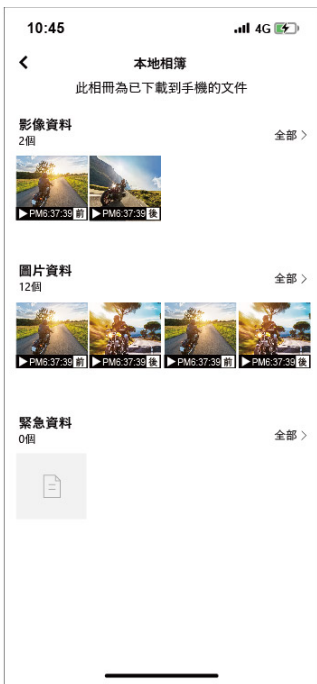 10:45
4G
本地相簿
此相冊為已下載到手機的文件
影像資料
2個
全部
PM6:37:39 前
PM6:37:39 後
圖片資料
12個
全部
PM6:37:39 前
PM6:37:39 後
PM6:37:39 前
PM6:37:39 後
緊急資料
0個
全部